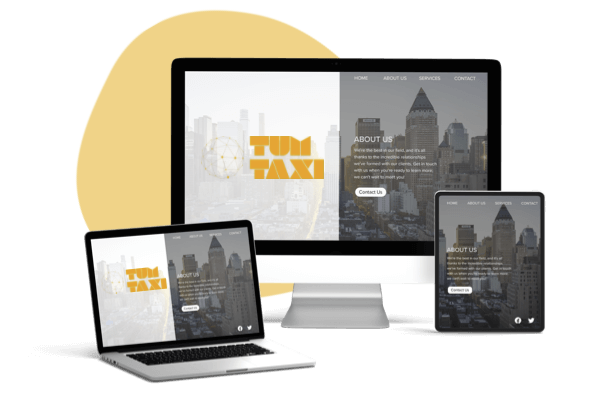 HOME ABOUT US SERVICES CONTACT
TUM
TAXI
ABOUT US
We're the best in our field, and it's all
thanks to the incredible relationships
we've formed with our clients. Get in touch
with us when you're ready to learn more,
we can't wait to meet you!
Contact Us
HOME ABOUT US SERVICES CONTACT
TUM
TAXI
ABOUT US
Contact Us
HOME ABOUT US SERVICES CONTACT
ABOUT US
We're the best in our field, and it's all
thanks to the incredible relationships
we've formed with our clients. Get in touch
with us when you're ready to learn more,
we can't wait to meet you!
Contact Us